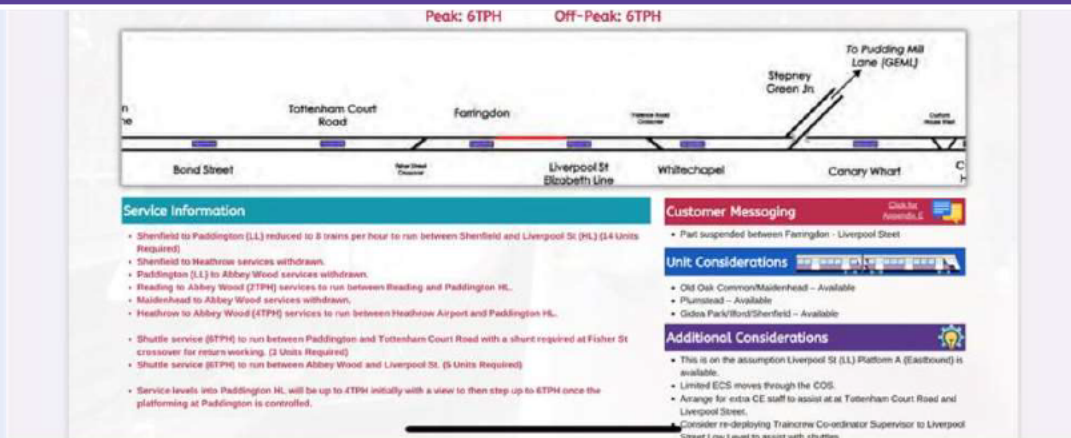 Peak: 6TPH Off-Peak: 6TPH
To Pudding Mill
Lane (GEML)
Stepney
Green Jn.
Tottenham Court
Road
Farringdon
Bond Street
Liverpool St
Elizabeth Line
Whitechapel
Canary Wharf
Service Information
• Shenfield to Paddington (LL) reduced to 8 trains per hour to run between Shenfield and Liverpool St (HL) (14 Units
Required)
• Shenfield to Heathrow services withdrawn.
• Paddington (LL) to Abbey Wood services withdrawn.
• Reading to Abbey Wood (2TPH) services to run between Reading and Paddington HL.
• Maidenhead to Abbey Wood services withdrawn.
• Heathrow to Abbey Wood (4TPH) services to run between Heathrow Airport and Paddington HL.
• Shuttle service (6TPH) to run between Paddington and Tottenham Court Road with a shunt required at Fisher St
crossover for return working. (3 Units Required)
• Shuttle service (6TPH) to run between Abbey Wood and Liverpool St. (5 Units Required)
• Service levels into Paddington HL will be up to 4TPH initially with a view to then step up to 6TPH once the
platforming at Paddington is controlled.
Customer Messaging
Click for
Appendix E
• Part suspended between Farringdon - Liverpool Street
Unit Considerations
• Old Oak Common/Maidenhead – Available
• Plumstead – Available
• Gidea Park/Ilford/Shenfield – Available
Additional Considerations
• This is on the assumption Liverpool St (LL) Platform A (Eastbound) is
available.
• Limited ECS moves through the COS.
• Arrange for extra CE staff to assist at at Tottenham Court Road and
Liverpool Street.
Consider re-deploying Traincrew Co-ordinator Supervisor to Liverpool
Street Low Level to assist with shuttles.